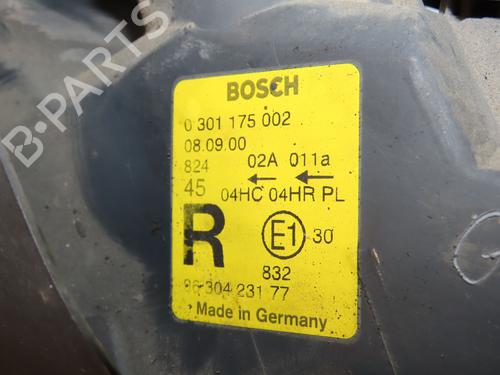 B-PARTS
BOSCH
0 301 175 002
08.09.00
824 02A 011a
45 ← ←
04HC 04HR PL
R E1 30
832
96 304 231 77
Made in Germany